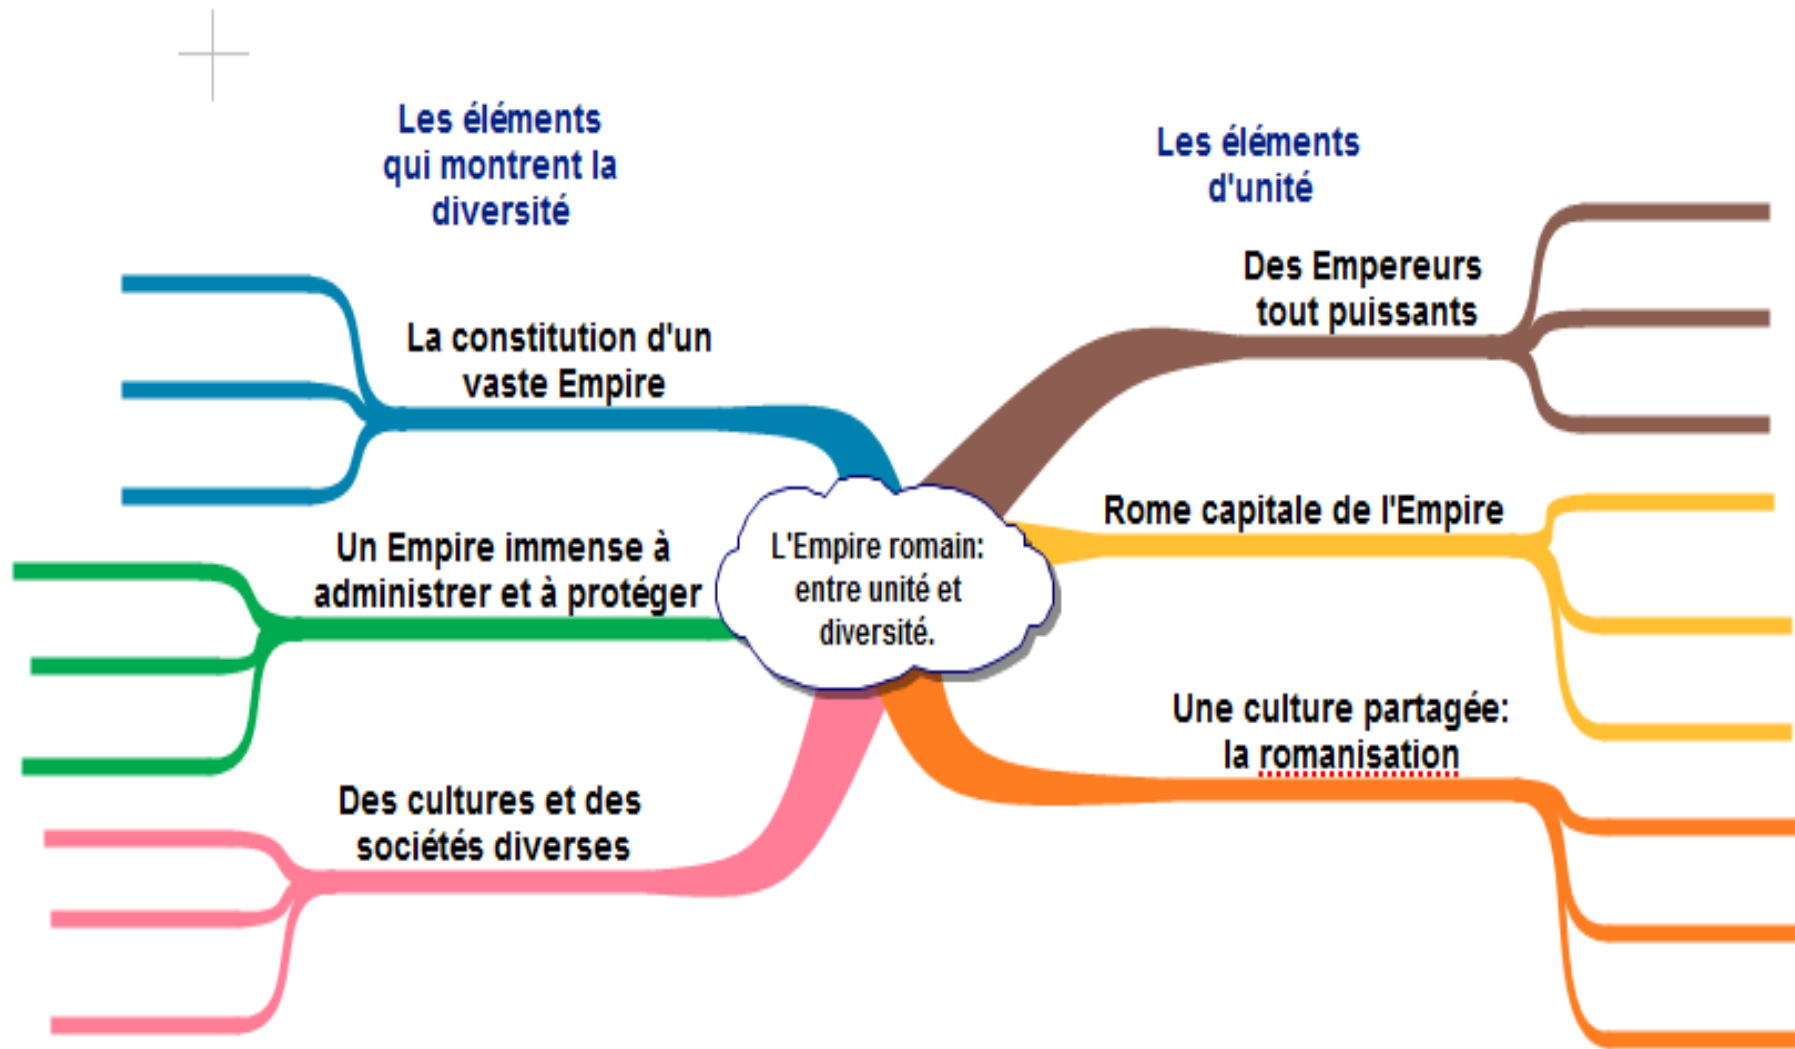 Les éléments
qui montrent la
diversité
La constitution d'un
vaste Empire
Un Empire immense à
administrer et à protéger
Des cultures et des
sociétés diverses
L'Empire romain:
entre unité et
diversité.
Les éléments
d'unité
Des Empereurs
tout puissants
Rome capitale de l'Empire
Une culture partagée:
la romanisation